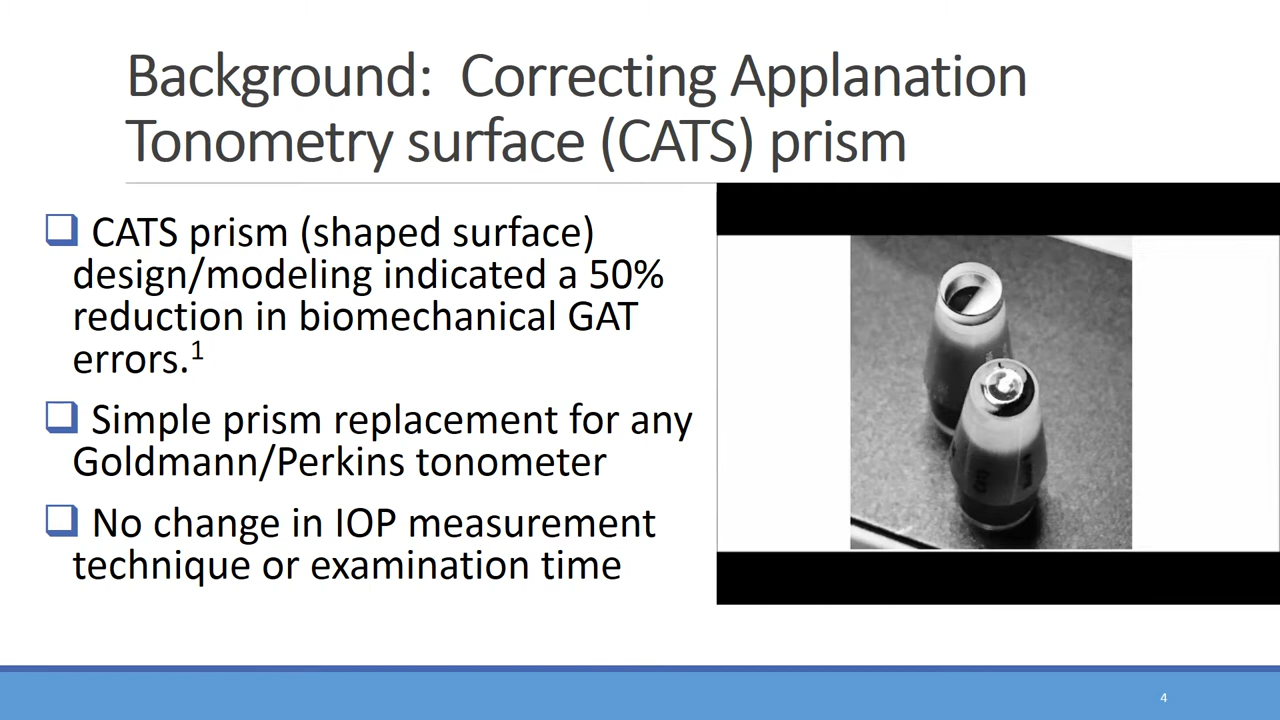 Background:  Correcting Applanation
Tonometry surface (CATS) prism
❑ CATS prism (shaped surface)
design/modeling indicated a 50%
reduction in biomechanical GAT
errors.¹
❑ Simple prism replacement for any
Goldmann/Perkins tonometer
❑ No change in IOP measurement
technique or examination time
4